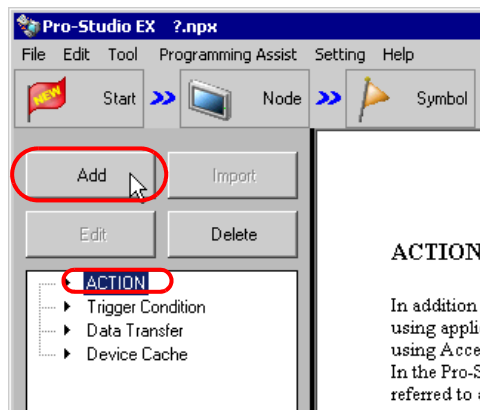 Pro-Studio EX ?.npx
File Edit Tool Programming Assist Setting Help
NEW Start Node Symbol
Add Import
Edit Delete
ACTION
Trigger Condition
Data Transfer
Device Cache
ACTION
In addition
using appli
using Acce
In the Pro-S
referred to a